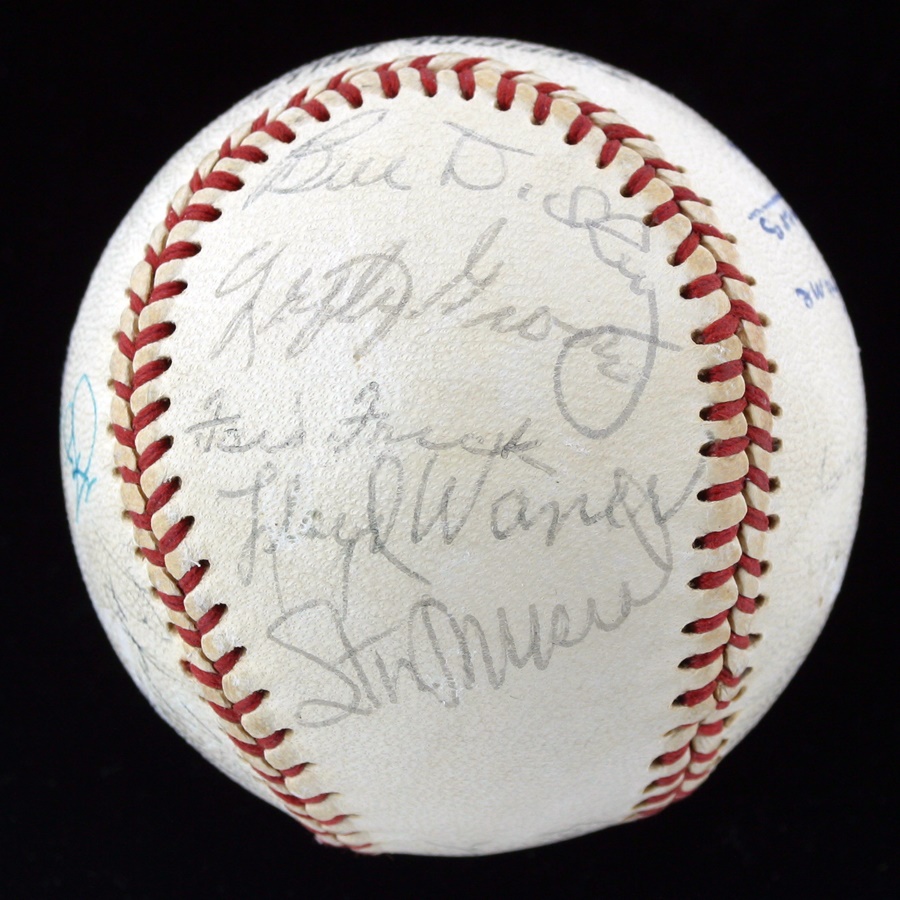 Bill Dickey
Lefty Grove
Ford Frick
Lloyd Waner
Stan Musial